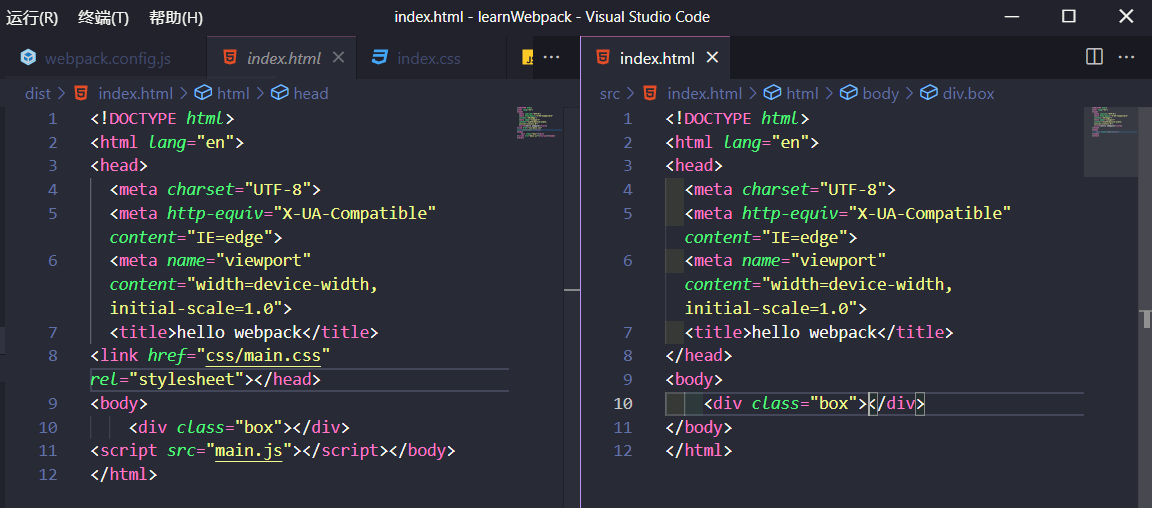 运行(R) 终端(T) 帮助(H) index.html - learnWebpack - Visual Studio Code
webpack.config.js index.html index.css
dist > index.html > html > head
1 <!DOCTYPE html>
2 <html lang="en">
3 <head>
4 <meta charset="UTF-8">
5 <meta http-equiv="X-UA-Compatible"
content="IE=edge">
6 <meta name="viewport"
content="width=device-width,
initial-scale=1.0">
7 <title>hello webpack</title>
8 <link href="css/main.css"
rel="stylesheet"></head>
9 <body>
10 <div class="box"></div>
11 <script src="main.js"></script></body>
12 </html>
index.html
src > index.html > html > body > div.box
1 <!DOCTYPE html>
2 <html lang="en">
3 <head>
4 <meta charset="UTF-8">
5 <meta http-equiv="X-UA-Compatible"
content="IE=edge">
6 <meta name="viewport"
content="width=device-width,
initial-scale=1.0">
7 <title>hello webpack</title>
8 </head>
9 <body>
10 <div class="box"></div>
11 </body>
12 </html>